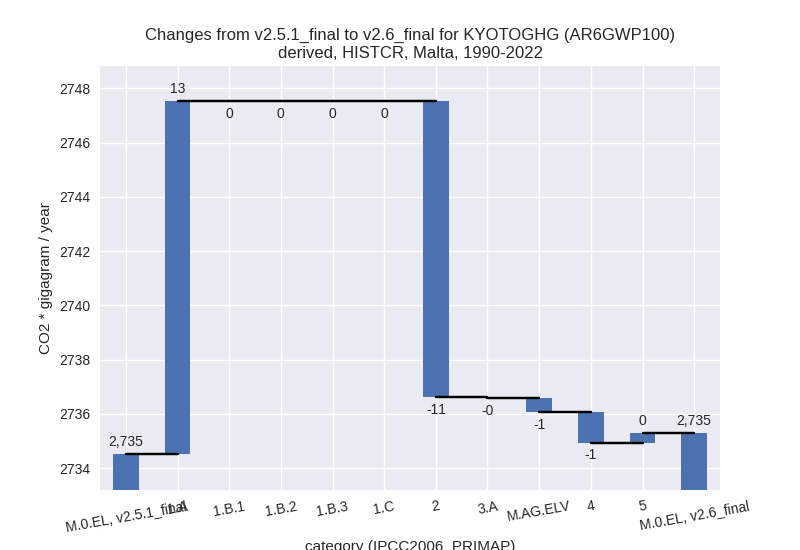 Changes from v2.5.1_final to v2.6_final for KYOTOGHG (AR6GWP100)
derived, HISTCR, Malta, 1990-2022
CO2 * gigagram / year
2748
2746
2744
2742
2740
2738
2736
2734
2,735
13
0
0
0
0
-11
-0
-1
-1
0
2,735
M.0.EL, v2.5.1_final
1.A
1.B.1
1.B.2
1.B.3
1.C
2
3.A
M.AG.ELV
4
5
M.0.EL, v2.6_final
category (IPCC2006_PRIMAP)